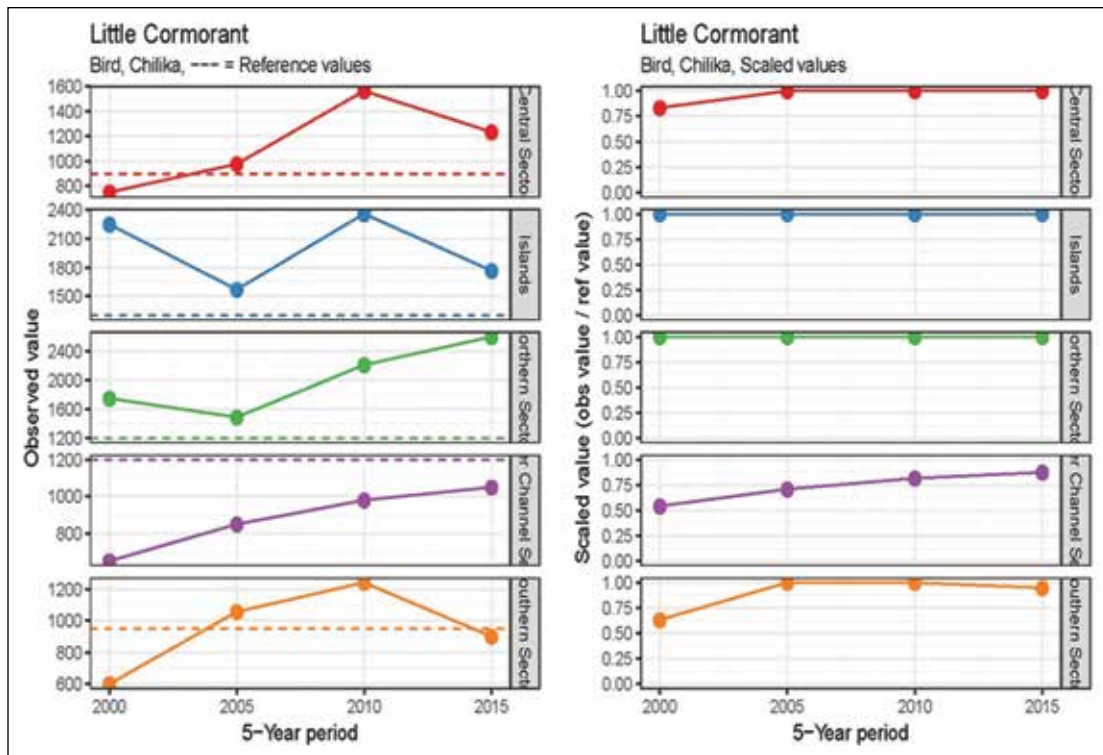 Little Cormorant
Bird, Chilika, --- = Reference values
Observed value
1600
1400
1200
1000
800
Central Secto
2400
2100
1800
1500
Islands
2400
2000
1600
1200
orthern Secto
1200
1000
800
er Channel Se
1200
1000
800
600
outhern Secto
2000
2005
2010
2015
5-Year period
Little Cormorant
Bird, Chilika, Scaled values
Scaled value (obs value / ref value)
1.00
0.75
0.50
0.25
0.00
Central Secto
1.00
0.75
0.50
0.25
0.00
Islands
1.00
0.75
0.50
0.25
0.00
orthern Secto
1.00
0.75
0.50
0.25
0.00
er Channel Se
1.00
0.75
0.50
0.25
0.00
outhern Secto
2000
2005
2010
2015
5-Year period